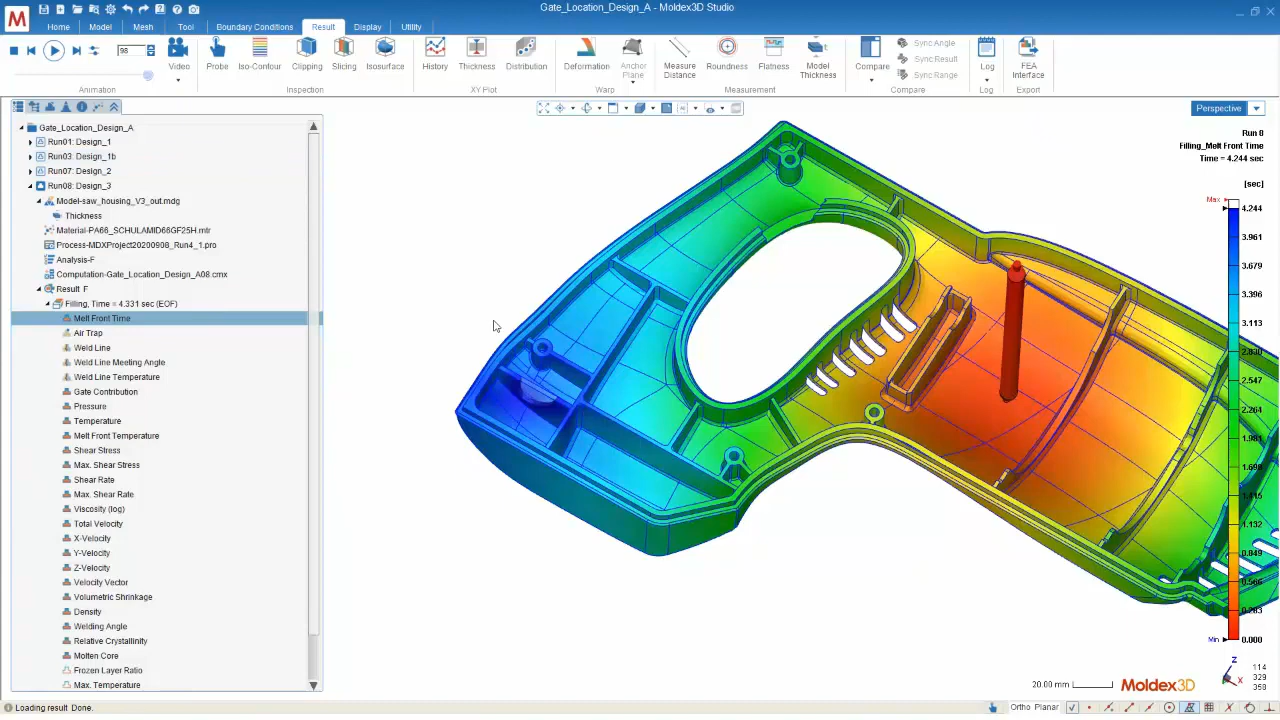 Gate_Location_Design_A - Moldex3D Studio
M
Home Model Mesh Tool Boundary Conditions Result Display Utility
98
Video Probe Iso-Contour Clipping Slicing Isosurface History Thickness Distribution Deformation Anchor Plane Measure Distance Roundness Flatness Model Thickness Compare Sync Angle Sync Result Sync Range Log FEA Interface
Animation Inspection XY Plot Warp Measurement Compare Log Export
Perspective
Gate_Location_Design_A
Run01: Design_1
Run03: Design_1b
Run07: Design_2
Run08: Design_3
Model-saw_housing_V3_out.mdg
Thickness
Material-PA66_SCHULAMID66GF25H.mtr
Process-MDXProject20200908_Run4_1.pro
Analysis-F
Computation-Gate_Location_Design_A08.cmx
Result_F
Filling, Time = 4.331 sec (EOF)
Melt Front Time
Air Trap
Weld Line
Weld Line Meeting Angle
Weld Line Temperature
Gate Contribution
Pressure
Temperature
Melt Front Temperature
Shear Stress
Max. Shear Stress
Shear Rate
Max. Shear Rate
Viscosity (log)
Total Velocity
X-Velocity
Y-Velocity
Z-Velocity
Velocity Vector
Volumetric Shrinkage
Density
Welding Angle
Relative Crystallinity
Molten Core
Frozen Layer Ratio
Max. Temperature
Run 8
Filling_Melt Front Time
Time = 4.244 sec
[sec]
Max
4.244
3.961
3.679
3.396
3.113
2.830
2.547
2.264
1.981
1.698
1.415
1.132
0.849
0.566
0.283
Min 0.000
Z
X
114
329
358
20.00 mm
Moldex3D
Loading result Done.
Ortho Planar